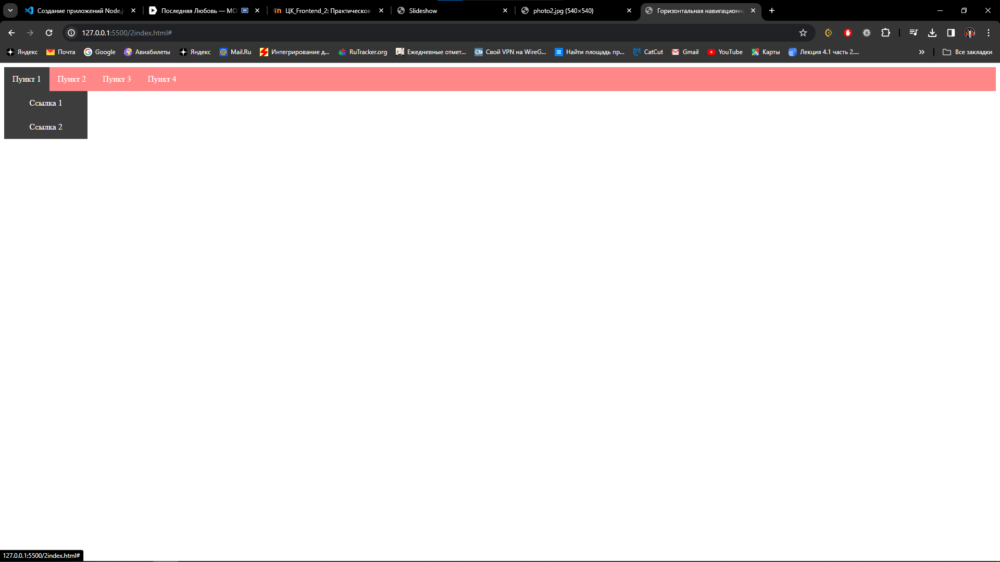 Создание приложений Node.js
Последняя Любовь — МО
ЦК_Frontend_2: Практическое
Slideshow
photo2.jpg (540×540)
Горизонтальная навигационн
127.0.0.1:5500/2index.html#
Яндекс
Почта
Google
Авиабилеты
Яндекс
Mail.Ru
Интегрирование д...
RuTracker.org
Ежедневные отмет...
Свой VPN на WireG...
Найти площадь пр...
CatCut
Gmail
YouTube
Карты
Лекция 4.1 часть 2....
Все закладки
Пункт 1 Пункт 2 Пункт 3 Пункт 4
Ссылка 1
Ссылка 2
127.0.0.1:5500/2index.html#